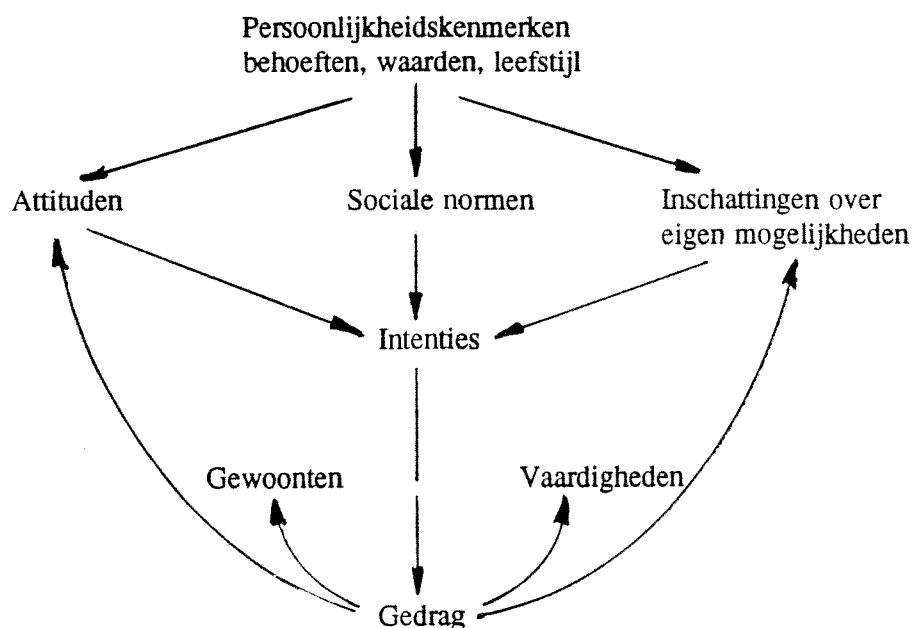 Persoonlijkheidskenmerken
behoeften, waarden, leefstijl
Attituden
Sociale normen
Inschattingen over
eigen mogelijkheden
Intenties
Gewoonten
Vaardigheden
Gedrag